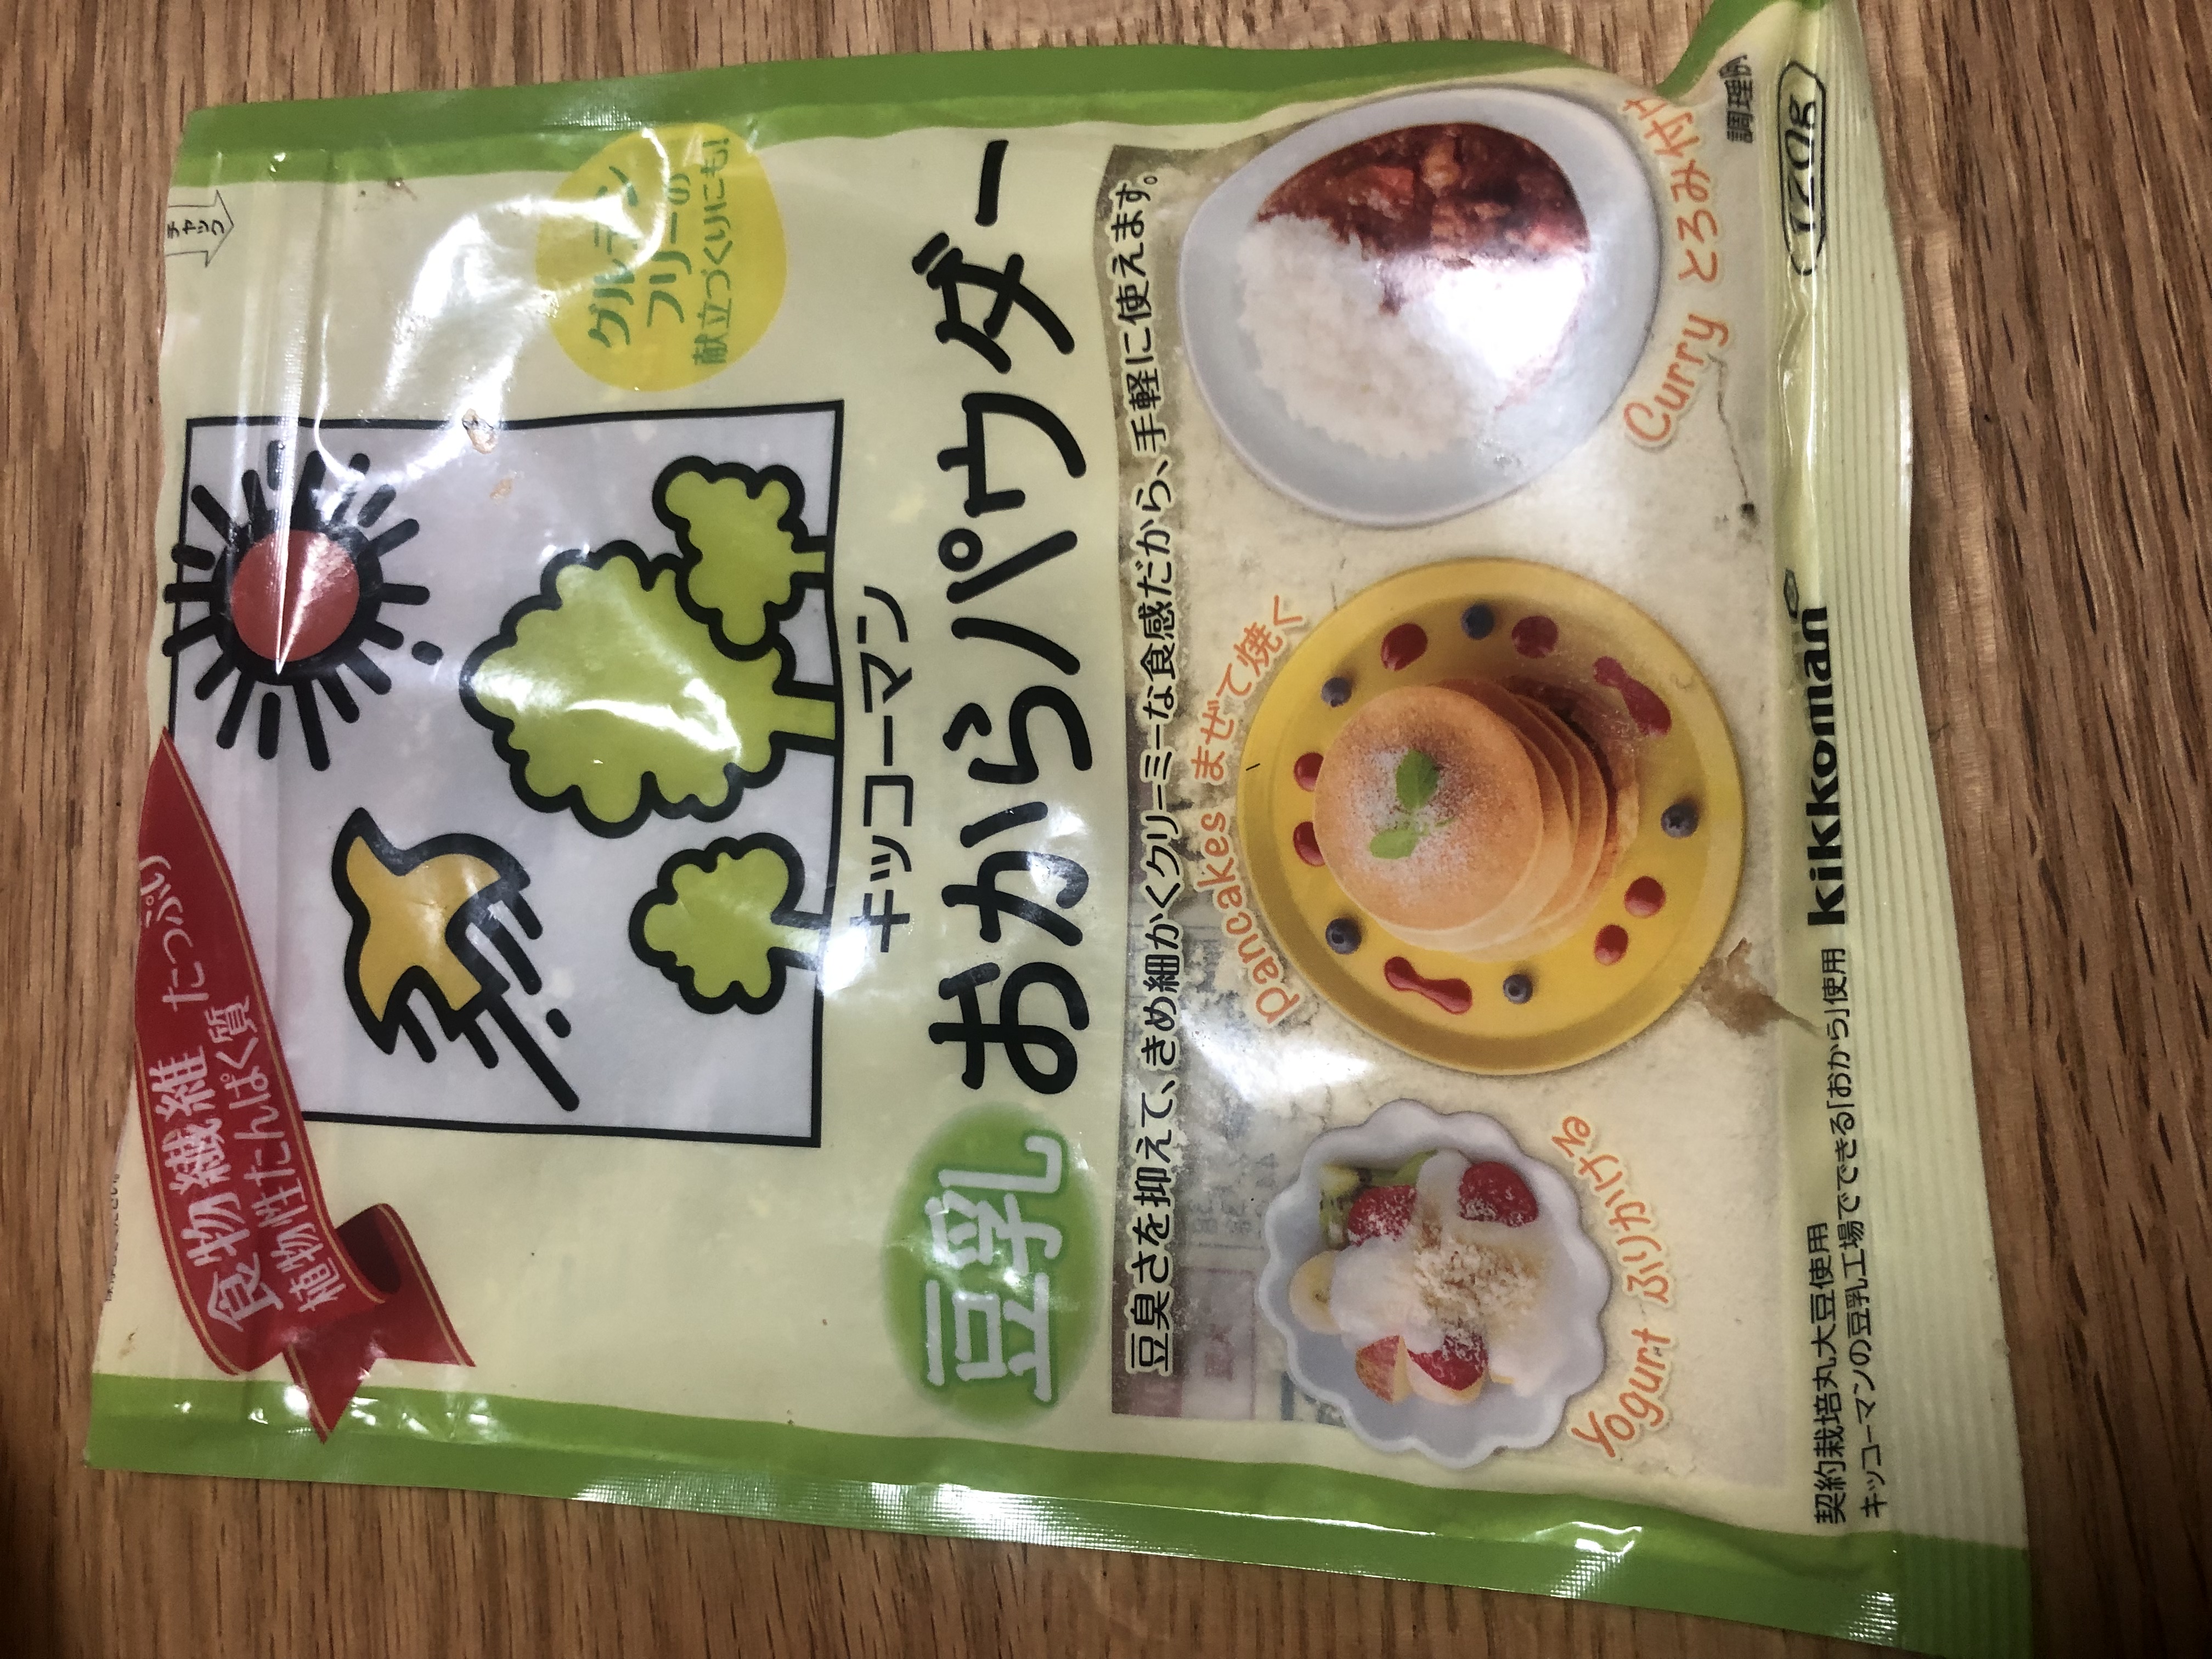 食物繊維 たっぷり
植物性たんぱく質
チャック
グルテン
フリーの
献立づくりにも!
キッコーマン
豆乳おからパウダー
豆臭さを抑えて、きめ細かくクリーミーな食感だから、手軽に使えます。
Yogurt ふりかける
Pancakes まぜて焼く
Curry とろみ付け
調理例
契約栽培丸大豆使用
キッコーマンの豆乳工場でできる「おから」使用
kikkoman®
120g